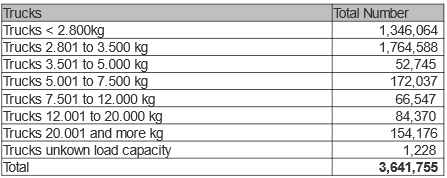 Trucks Total Number
Trucks < 2.800kg 1,346,064
Trucks 2.801 to 3.500 kg 1,764,588
Trucks 3.501 to 5.000 kg 52,745
Trucks 5.001 to 7.500 kg 172,037
Trucks 7.501 to 12.000 kg 66,547
Trucks 12.001 to 20.000 kg 84,370
Trucks 20.001 and more kg 154,176
Trucks unkown load capacity 1,228
Total 3,641,755